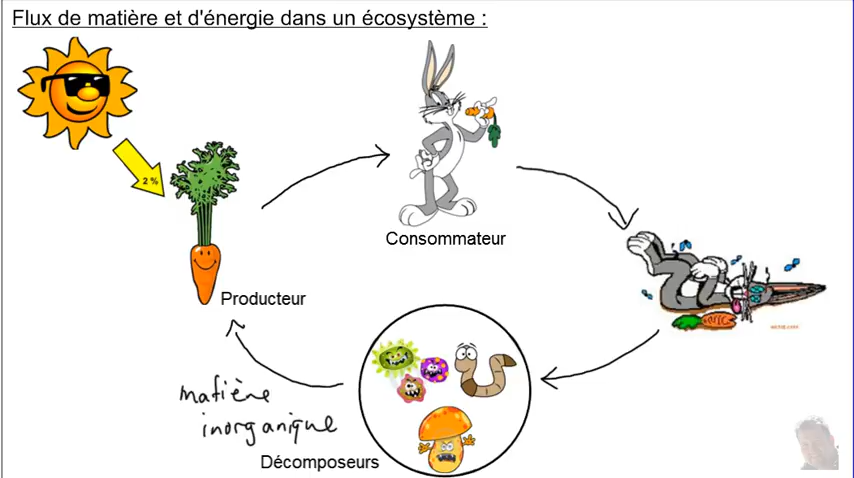 Flux de matière et d'énergie dans un écosystème :
2 %
Consommateur
Producteur
matière
inorganique
Décomposeurs